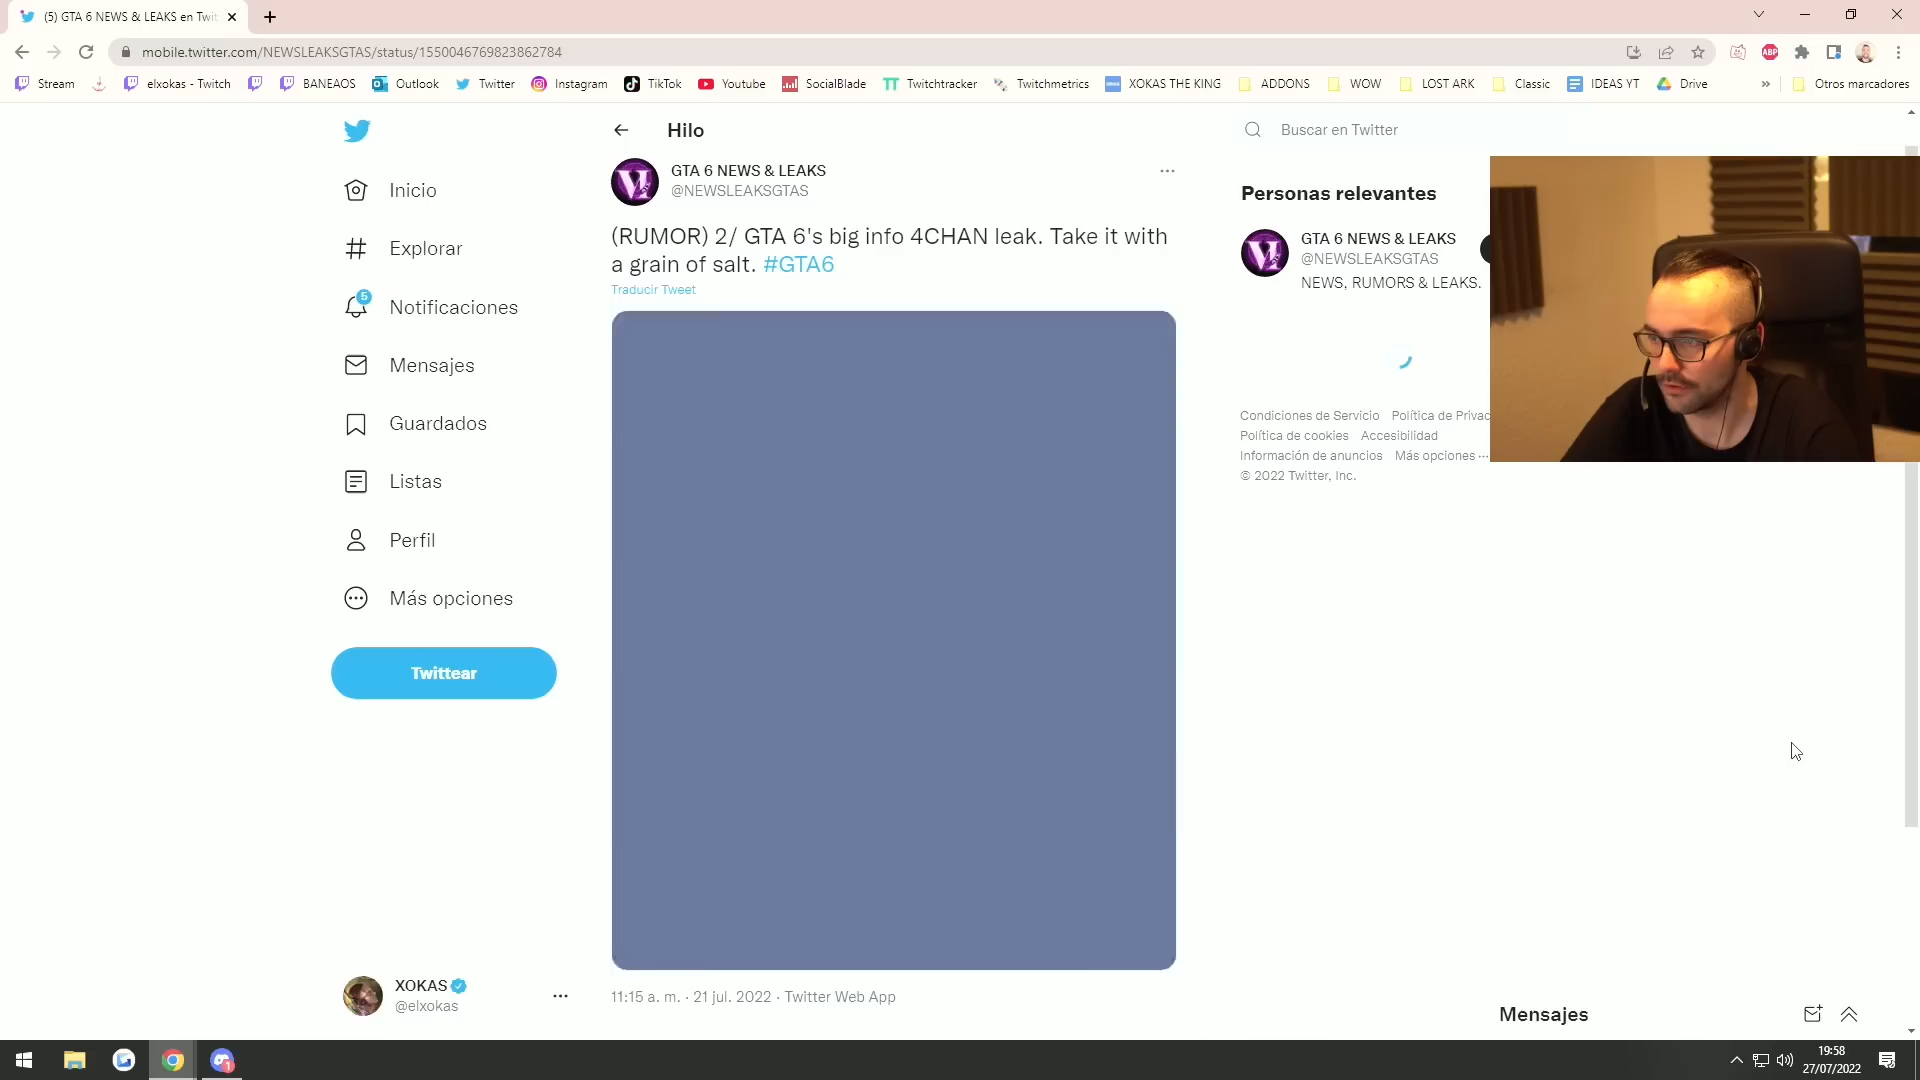 (5) GTA 6 NEWS & LEAKS en Twit
mobile.twitter.com/NEWSLEAKSGTAS/status/1550046769823862784
ABP
Stream
elxokas - Twitch
BANEAOS
Outlook
Twitter
Instagram
TikTok
Youtube
SocialBlade
Twitchtracker
Twitchmetrics
XOKAS THE KING
ADDONS
WOW
LOST ARK
Classic
IDEAS YT
Drive
Otros marcadores
Inicio
Explorar
5
Notificaciones
Mensajes
Guardados
Listas
Perfil
Más opciones
Twittear
XOKAS
@elxokas
Hilo
GTA 6 NEWS & LEAKS
@NEWSLEAKSGTAS
(RUMOR) 2/ GTA 6's big info 4CHAN leak. Take it with
a grain of salt. #GTA6
Traducir Tweet
11:15 a. m. · 21 jul. 2022 · Twitter Web App
Buscar en Twitter
Personas relevantes
GTA 6 NEWS & LEAKS
@NEWSLEAKSGTAS
NEWS, RUMORS & LEAKS.
Condiciones de Servicio Política de Privac
Política de cookies Accesibilidad
Información de anuncios Más opciones ···
© 2022 Twitter, Inc.
Mensajes
1
19:58
27/07/2022